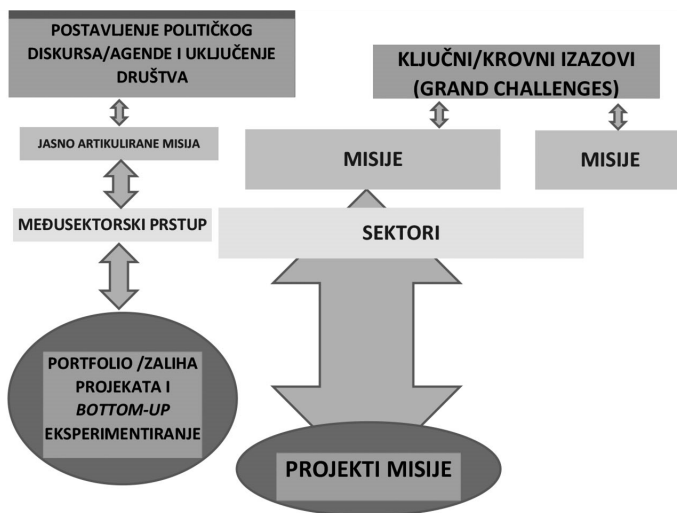 POSTAVLJENJE POLITIČKOG
DISKURSA/AGENDE I UKLJUČENJE
DRUŠTVA
JASNO ARTIKULIRANE MISIJA
MEĐUSEKTORSKI PRSTUP
PORTFOLIO /ZALIHA
PROJEKATA I
BOTTOM-UP
EKSPERIMENTIRANJE
KLJUČNI/KROVNI IZAZOVI
(GRAND CHALLENGES)
MISIJE
MISIJE
SEKTORI
PROJEKTI MISIJE